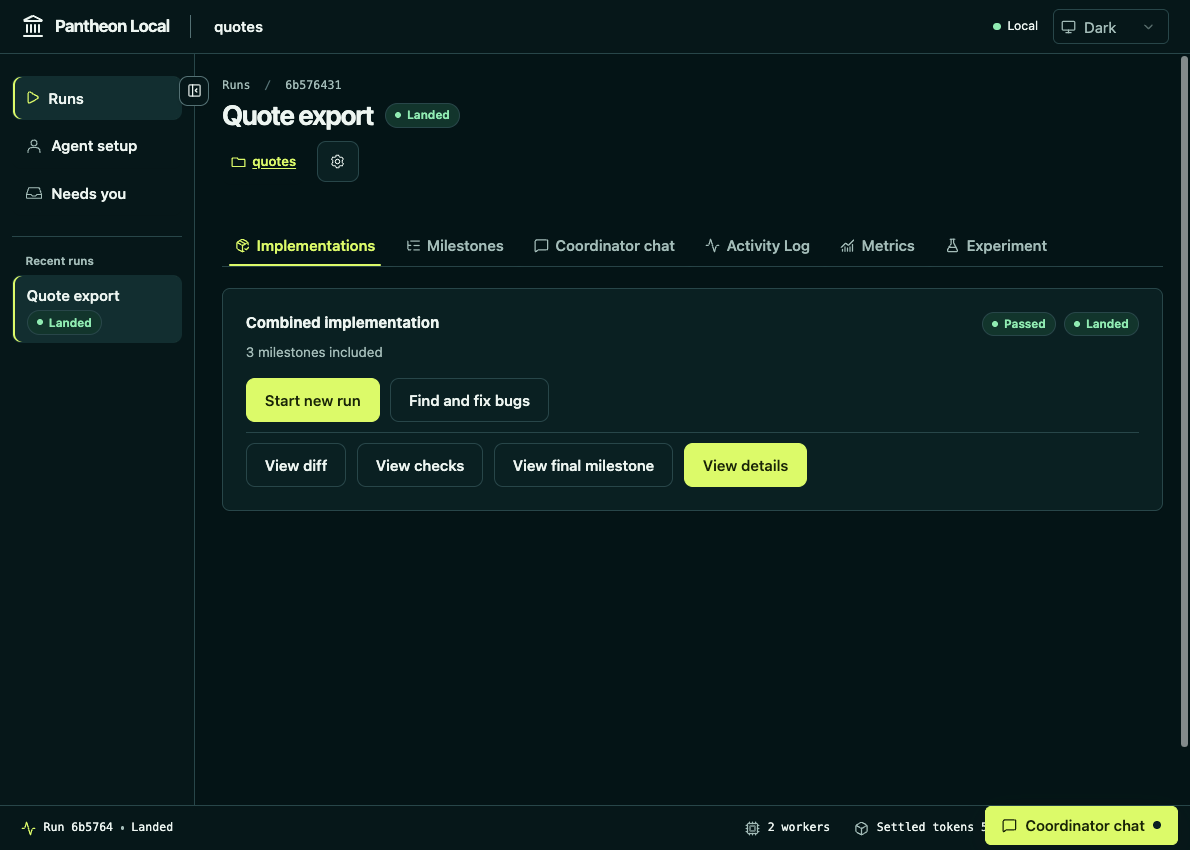 Pantheon Local
quotes
Local
Dark
Runs
Agent setup
Needs you
Recent runs
Quote export
Landed
Runs / 6b576431
Quote export
Landed
quotes
Implementations
Milestones
Coordinator chat
Activity Log
Metrics
Experiment
Combined implementation
Passed
Landed
3 milestones included
Start new run
Find and fix bugs
View diff
View checks
View final milestone
View details
Run 6b5764 • Landed
2 workers
Settled tokens
Coordinator chat